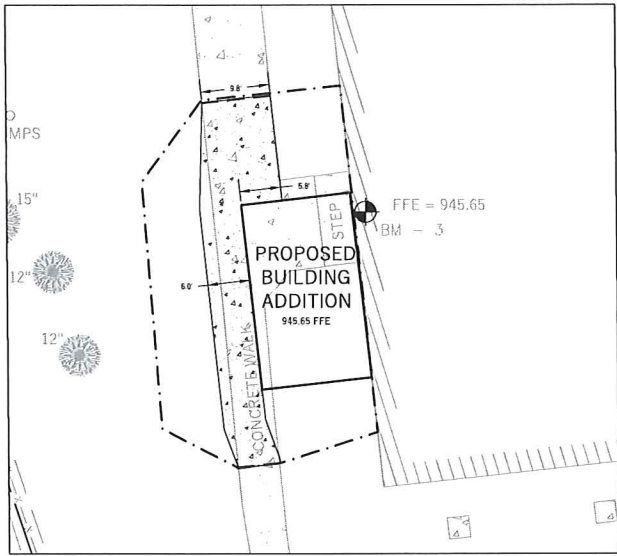 9.8'
MPS
15"
5.8'
STEP
FFE = 945.65
BM - 3
PROPOSED
BUILDING
ADDITION
945.65 FFE
12"
6.0'
12"
CONCRETE WALK